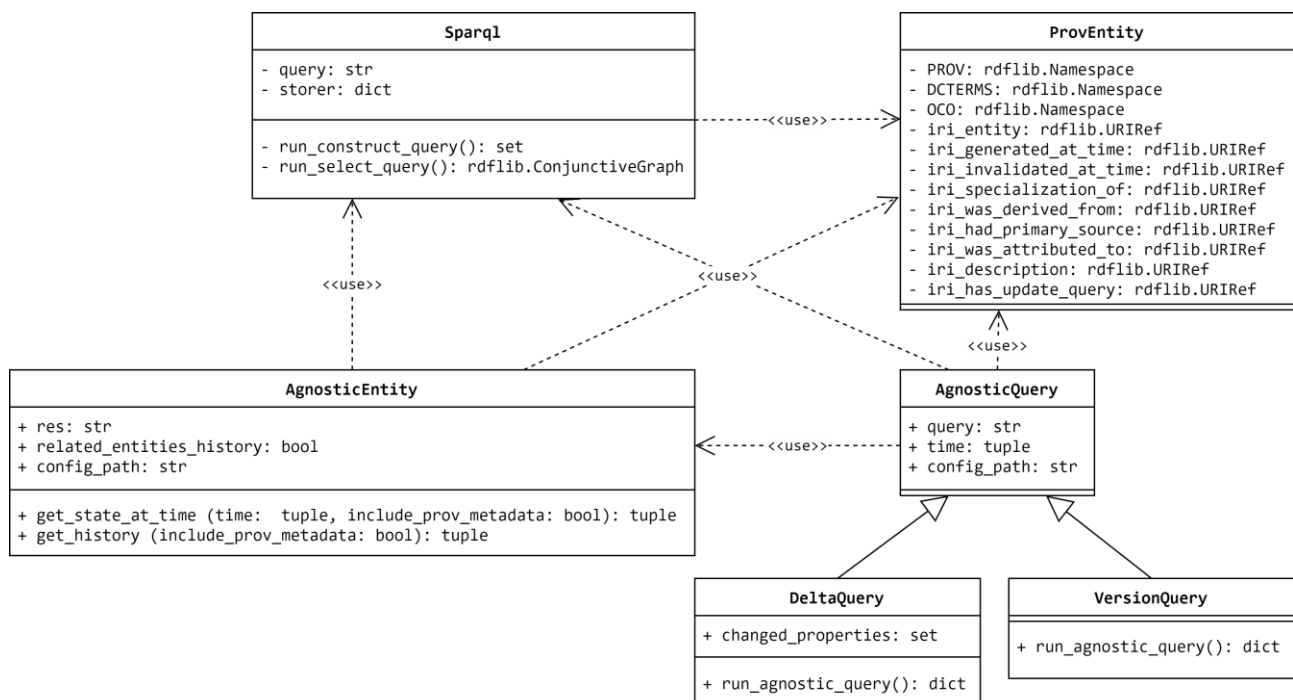 Sparql
- query: str
- storer: dict
- run_construct_query(): set
- run_select_query(): rdflib.ConjunctiveGraph
<<use>>
ProvEntity
- PROV: rdflib.Namespace
- DCTERMS: rdflib.Namespace
- OCO: rdflib.Namespace
- iri_entity: rdflib.URIRef
- iri_generated_at_time: rdflib.URIRef
- iri_invalidated_at_time: rdflib.URIRef
- iri_specialization_of: rdflib.URIRef
- iri_was_derived_from: rdflib.URIRef
- iri_had_primary_source: rdflib.URIRef
- iri_was_attributed_to: rdflib.URIRef
- iri_description: rdflib.URIRef
- iri_has_update_query: rdflib.URIRef
<<use>>
<<use>>
<<use>>
AgnosticEntity
+ res: str
+ related_entities_history: bool
+ config_path: str
+ get_state_at_time (time:  tuple, include_prov_metadata: bool): tuple
+ get_history (include_prov_metadata: bool): tuple
<<use>>
AgnosticQuery
+ query: str
+ time: tuple
+ config_path: str
DeltaQuery
+ changed_properties: set
+ run_agnostic_query(): dict
VersionQuery
+ run_agnostic_query(): dict